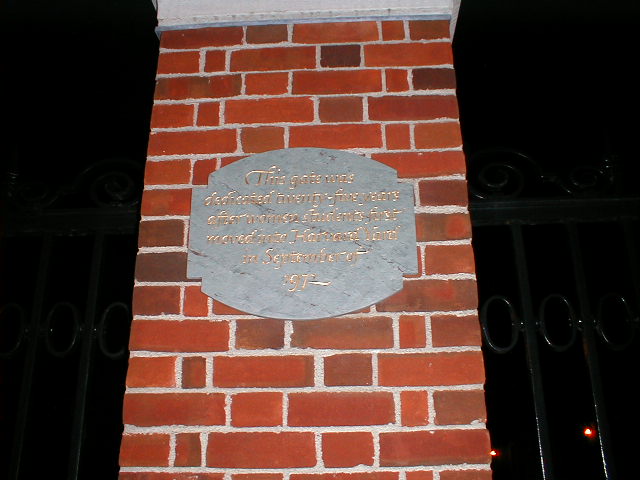 This gate was
dedicated twenty-five years
after women students first
moved into Harvard Yard
in September of
1972